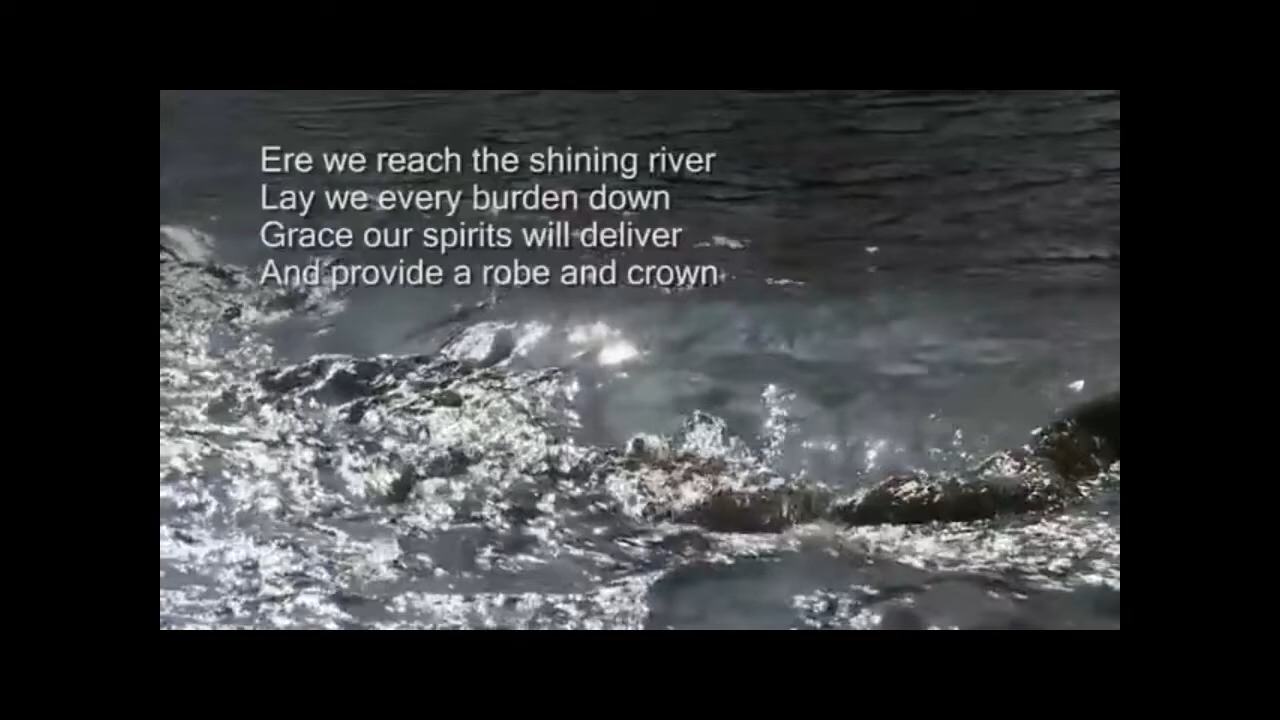 Ere we reach the shining river
Lay we every burden down
Grace our spirits will deliver
And provide a robe and crown